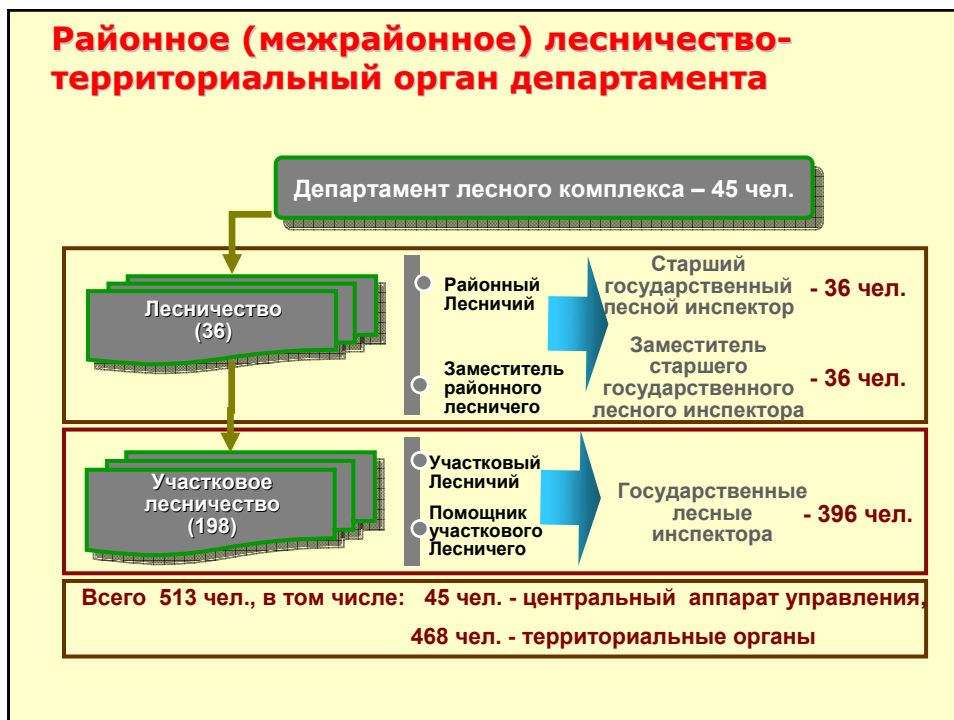 Районное (межрайонное) лесничество-
территориальный орган департамента
Департамент лесного комплекса – 45 чел.
Лесничество
(36)
Районный
Лесничий
Заместитель
районного
лесничего
Старший
государственный
лесной инспектор
- 36 чел.
Заместитель
старшего
государственного
лесного инспектора
- 36 чел.
Участковое
лесничество
(198)
Участковый
Лесничий
Помощник
участкового
Лесничего
Государственные
лесные
инспектора
- 396 чел.
Всего 513 чел., в том числе: 45 чел. - центральный аппарат управления,
468 чел. - территориальные органы